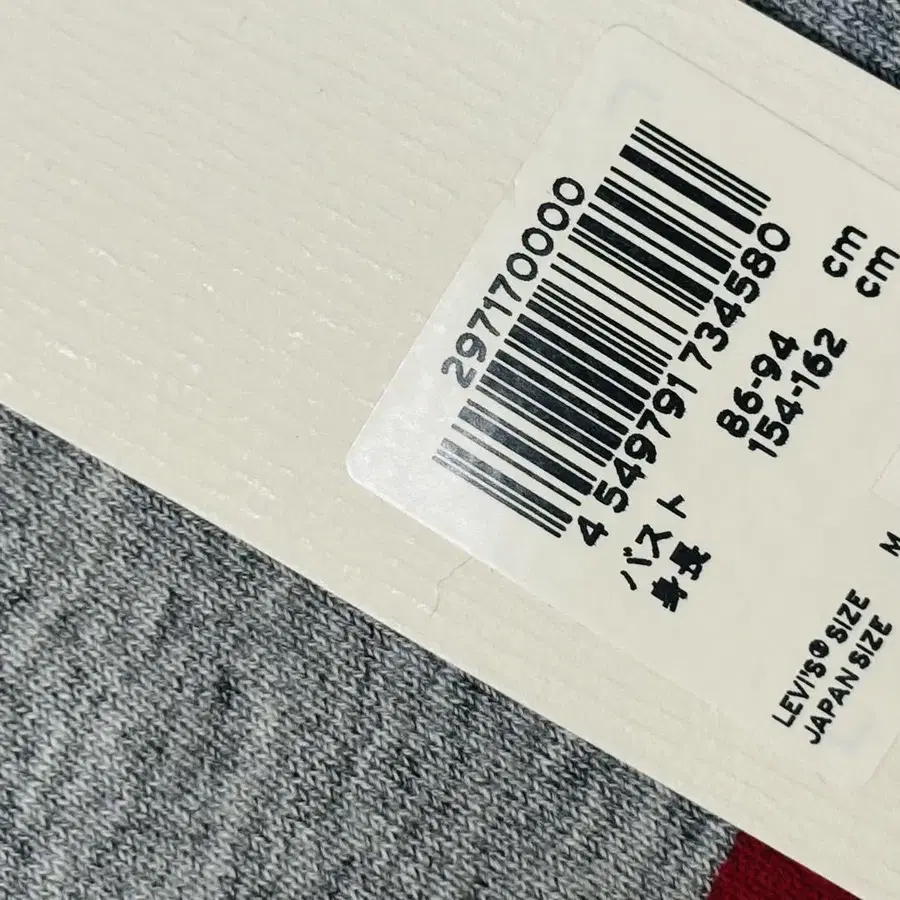 297170000
4 549791 734580
バスト 86-94 cm
身長 154-162 cm
LEVI'S® SIZE M
JAPAN SIZE